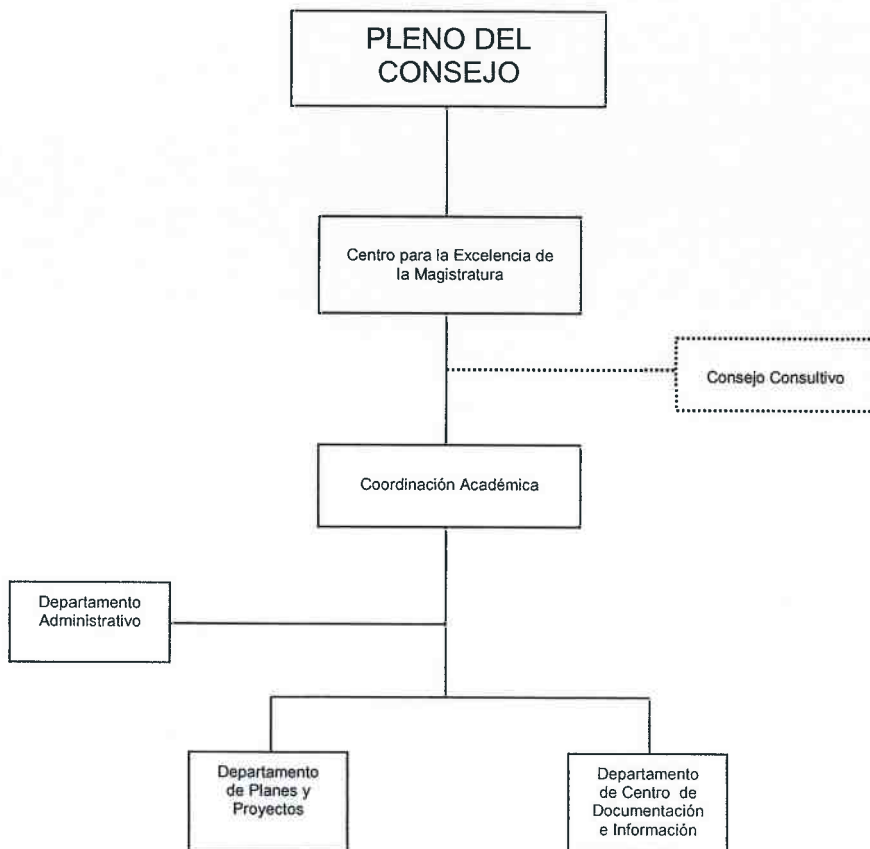 PLENO DEL
CONSEJO
Centro para la Excelencia de
la Magistratura
Consejo Consultivo
Coordinación Académica
Departamento
Administrativo
Departamento
de Planes y
Proyectos
Departamento
de Centro de
Documentación
e Información